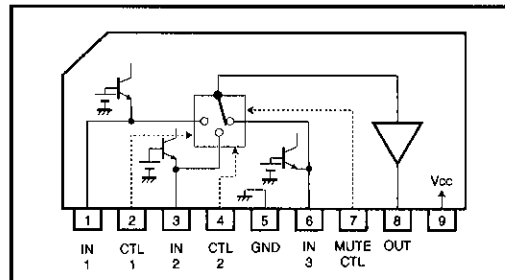 Vcc
1 2 3 4 5 6 7 8 9
IN CTL IN CTL GND IN MUTE OUT
1 1 2 2 3 CTL